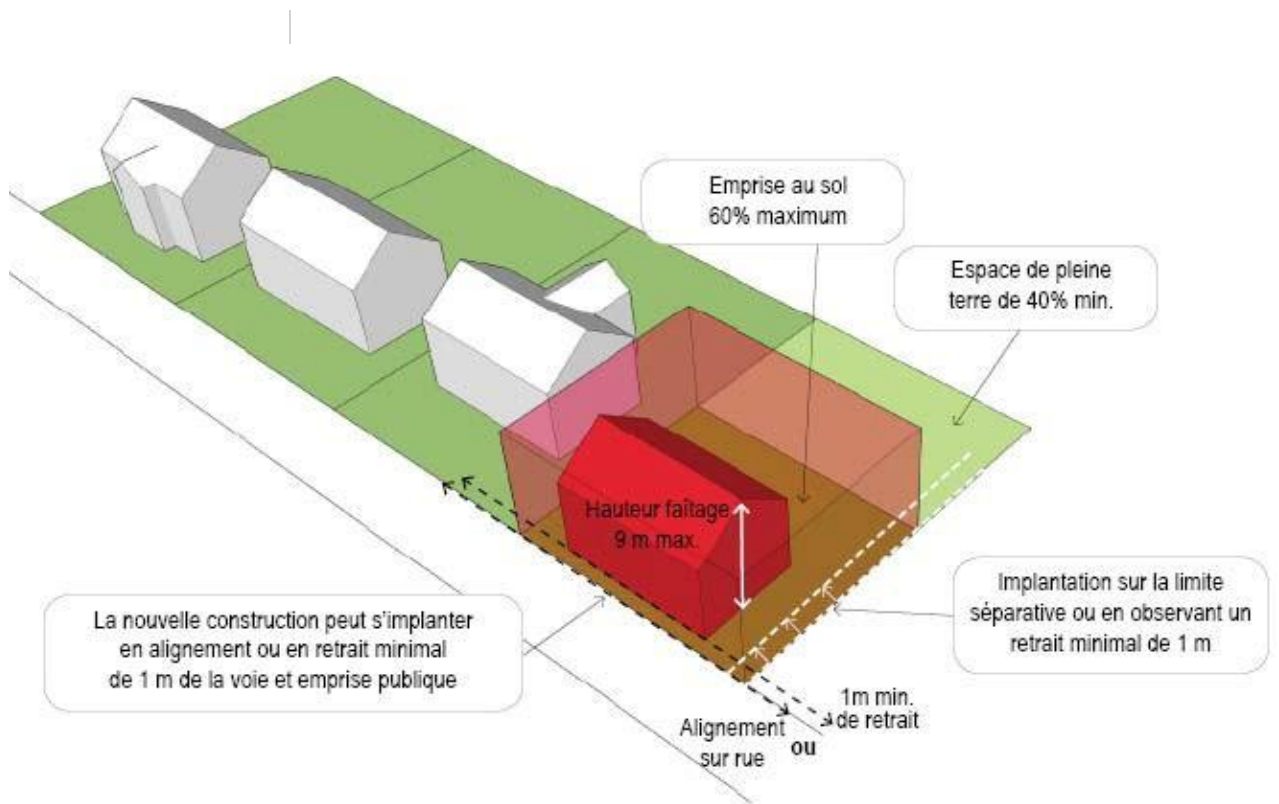 Emprise au sol
60% maximum
Espace de pleine
terre de 40% min.
Hauteur faîtage
9 m max.
Implantation sur la limite
séparative ou en observant un
retrait minimal de 1 m
La nouvelle construction peut s'implanter
en alignement ou en retrait minimal
de 1 m de la voie et emprise publique
1m min.
de retrait
Alignement
sur rue
ou